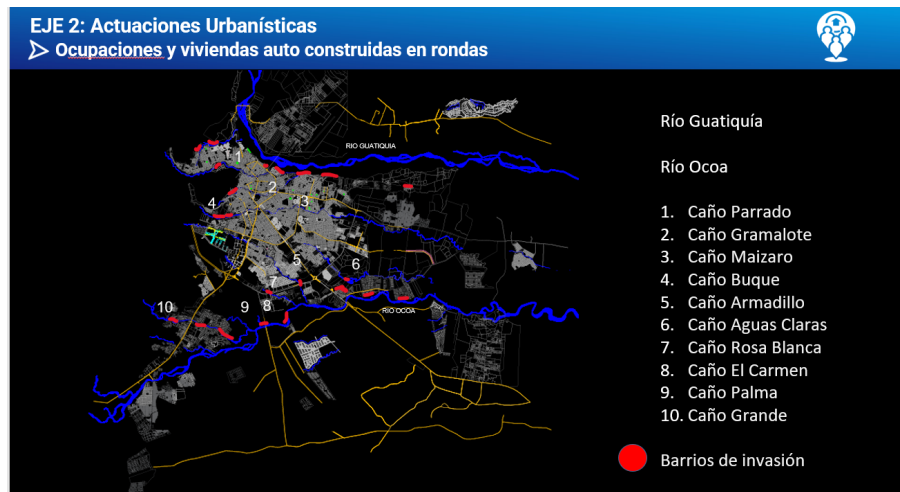 EJE 2: Actuaciones Urbanísticas
Ocupaciones y viviendas auto construidas en rondas
RIO GUATIQUIA
1
2
3
4
5
6
7
8
9
10
RIO OCOA
Río Guatiquía
Río Ocoa
1. Caño Parrado
2. Caño Gramalote
3. Caño Maizaro
4. Caño Buque
5. Caño Armadillo
6. Caño Aguas Claras
7. Caño Rosa Blanca
8. Caño El Carmen
9. Caño Palma
10. Caño Grande
Barrios de invasión